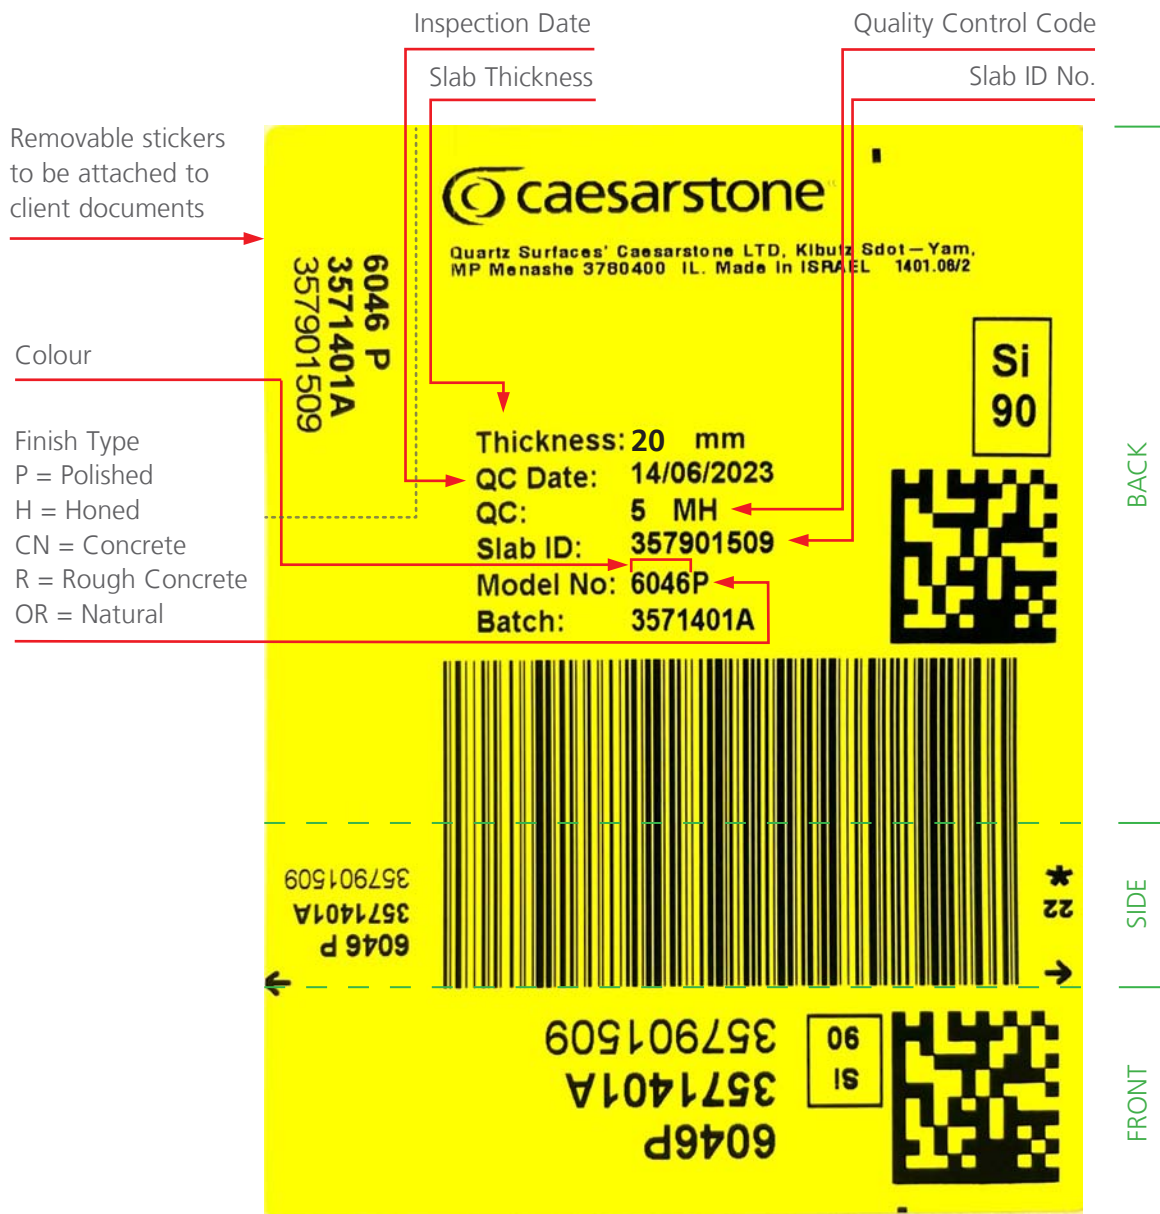 Inspection Date
Quality Control Code
Slab Thickness
Slab ID No.
Removable stickers
to be attached to
client documents
caesarstone
Quartz Surfaces' Caesarstone LTD, Kibutz Sdot—Yam,
MP Menashe 3780400 IL. Made In ISRAEL 1401.06/2
6046 P
3571401A
357901509
Si
90
Colour
Finish Type
P = Polished
H = Honed
CN = Concrete
R = Rough Concrete
OR = Natural
Thickness: 20 mm
QC Date: 14/06/2023
QC: 5 MH
Slab ID: 357901509
Model No: 6046P
Batch: 3571401A
BACK
357901509
3571401A
6046 P
*
22
SIDE
357901509
3571401A
6046P
Si
90
FRONT